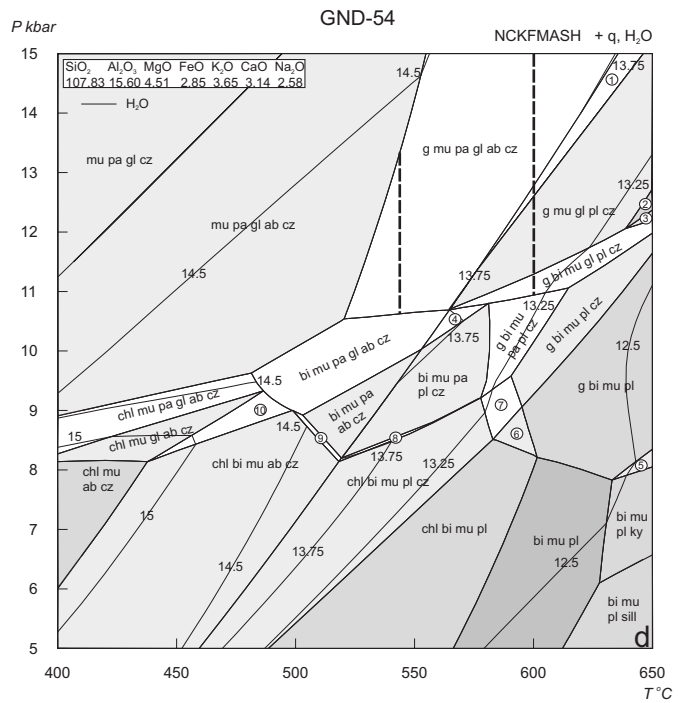 GND-54
P kbar
NCKFMASH + q, H₂O
SiO₂ Al₂O₃ MgO FeO K₂O CaO Na₂O
107.83 15.60 4.51 2.85 3.65 3.14 2.58
H₂O
15
14
13
12
11
10
9
8
7
6
5
14.5
13.75
①
mu pa gl cz
g mu pa gl ab cz
13.25
②
③
mu pa gl ab cz
g mu gl pl cz
14.5
13.75
g bi mu gl pl cz
④
13.25
13.75
g bi mu
pa pl cz
g bi mu pl cz
12.5
bi mu pa gl ab cz
14.5
bi mu pa
pl cz
g bi mu pl
chl mu pa gl ab cz
⑩
bi mu pa
ab cz
⑦
15
chl mu gl ab cz
14.5
⑨
⑧
⑥
13.75
13.25
⑤
chl mu
ab cz
chl bi mu ab cz
chl bi mu pl cz
15
14.5
13.75
chl bi mu pl
bi mu pl
12.5
bi mu
pl ky
bi mu
pl sill
d
400
450
500
550
600
650
T °C